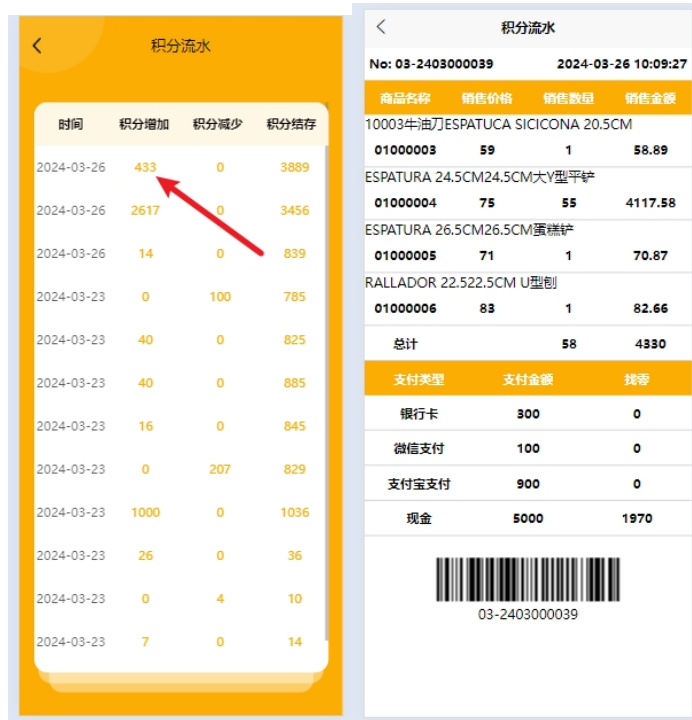 积分流水
时间 积分增加 积分减少 积分结存
2024-03-26 433 0 3889
2024-03-26 2617 0 3456
2024-03-26 14 0 839
2024-03-23 0 100 785
2024-03-23 40 0 825
2024-03-23 40 0 885
2024-03-23 16 0 845
2024-03-23 0 207 829
2024-03-23 1000 0 1036
2024-03-23 26 0 36
2024-03-23 0 4 10
2024-03-23 7 0 14
积分流水
No: 03-2403000039 2024-03-26 10:09:27
商品名称 销售价格 销售数量 销售金额
10003牛油刀ESPATUCA SICICONA 20.5CM
01000003 59 1 58.89
ESPATURA 24.5CM24.5CM大Y型平铲
01000004 75 55 4117.58
ESPATURA 26.5CM26.5CM蛋糕铲
01000005 71 1 70.87
RALLADOR 22.522.5CM U型刨
01000006 83 1 82.66
总计 58 4330
支付类型 支付金额 找零
银行卡 300 0
微信支付 100 0
支付宝支付 900 0
现金 5000 1970
03-2403000039